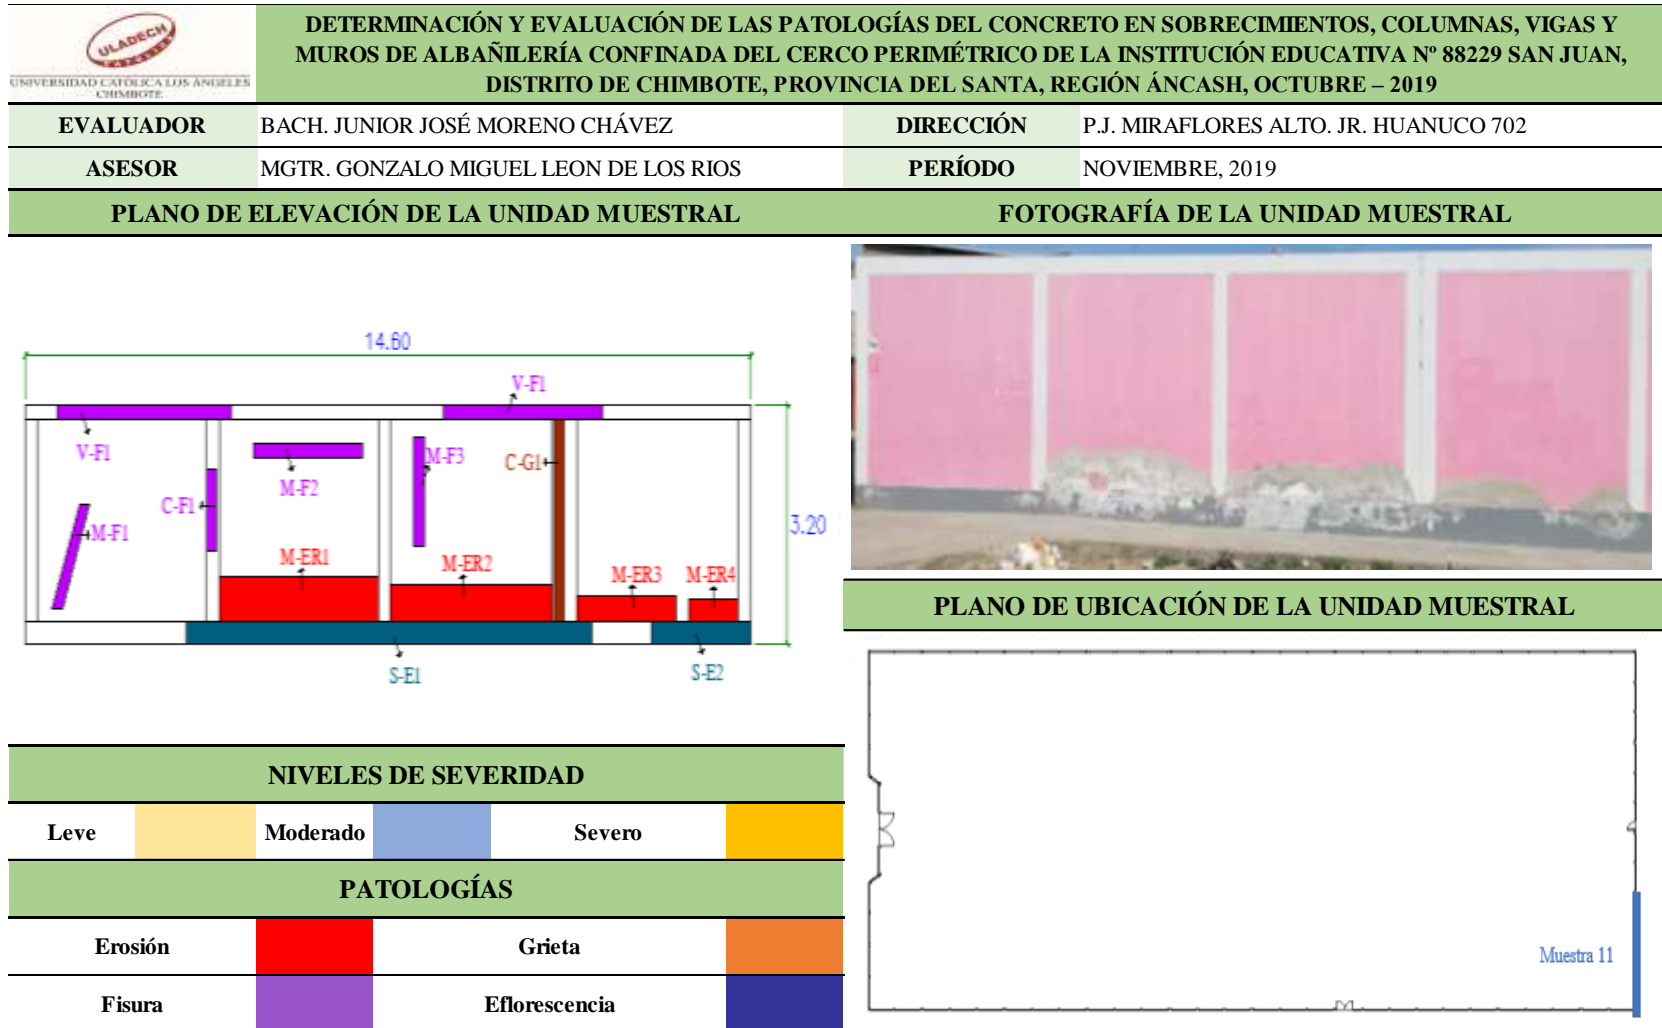 ULADECH
UNIVERSIDAD CATÓLICA LOS ÁNGELES
CHIMBOTE
DETERMINACIÓN Y EVALUACIÓN DE LAS PATOLOGÍAS DEL CONCRETO EN SOBRECIMIENTOS, COLUMNAS, VIGAS Y
MUROS DE ALBAÑILERÍA CONFINADA DEL CERCO PERIMÉTRICO DE LA INSTITUCIÓN EDUCATIVA Nº 88229 SAN JUAN,
DISTRITO DE CHIMBOTE, PROVINCIA DEL SANTA, REGIÓN ÁNCASH, OCTUBRE – 2019
EVALUADOR BACH. JUNIOR JOSÉ MORENO CHÁVEZ DIRECCIÓN P.J. MIRAFLORES ALTO. JR. HUANUCO 702
ASESOR MGTR. GONZALO MIGUEL LEON DE LOS RIOS PERÍODO NOVIEMBRE, 2019
PLANO DE ELEVACIÓN DE LA UNIDAD MUESTRAL
14.60
V-F1
V-F1
M-F3
C-G1
M-F2
C-F1
M-F1
3.20
M-ER1
M-ER2
M-ER3
M-ER4
S-E1
S-E2
NIVELES DE SEVERIDAD
Leve Moderado Severo
PATOLOGÍAS
Erosión Grieta
Fisura Eflorescencia
FOTOGRAFÍA DE LA UNIDAD MUESTRAL
PLANO DE UBICACIÓN DE LA UNIDAD MUESTRAL
Muestra 11